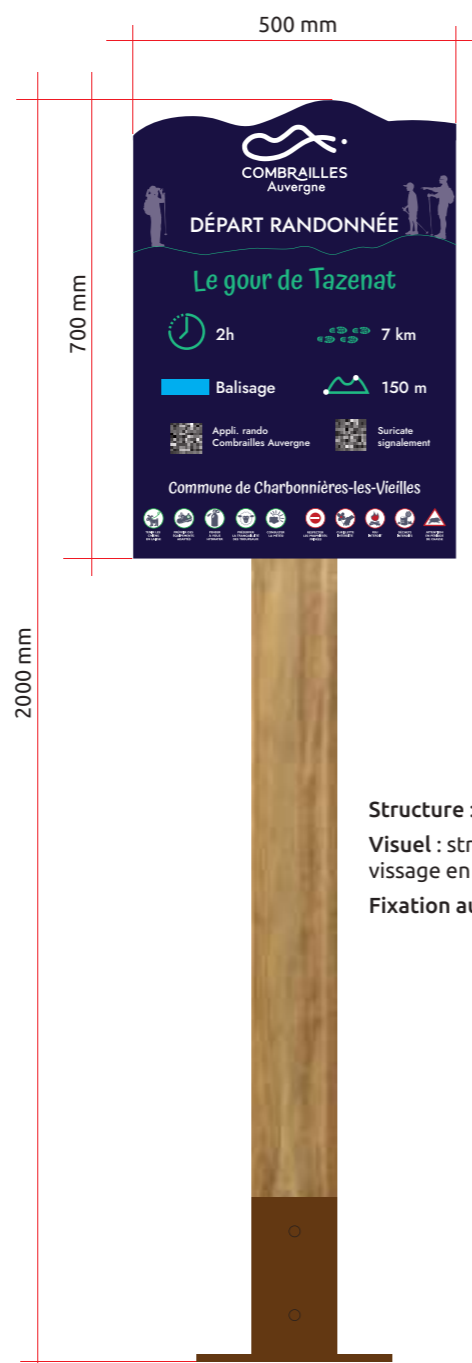 500 mm
COMBRAILLES
Auvergne
DÉPART RANDONNÉE
Le gour de Tazenat
2h
7 km
Balisage
150 m
Appli. rando
Combrailles Auvergne
Suricate
signalement
Commune de Charbonnières-les-Vieilles
700 mm
2000 mm
Structure :
Visuel : str
vissage en
Fixation au